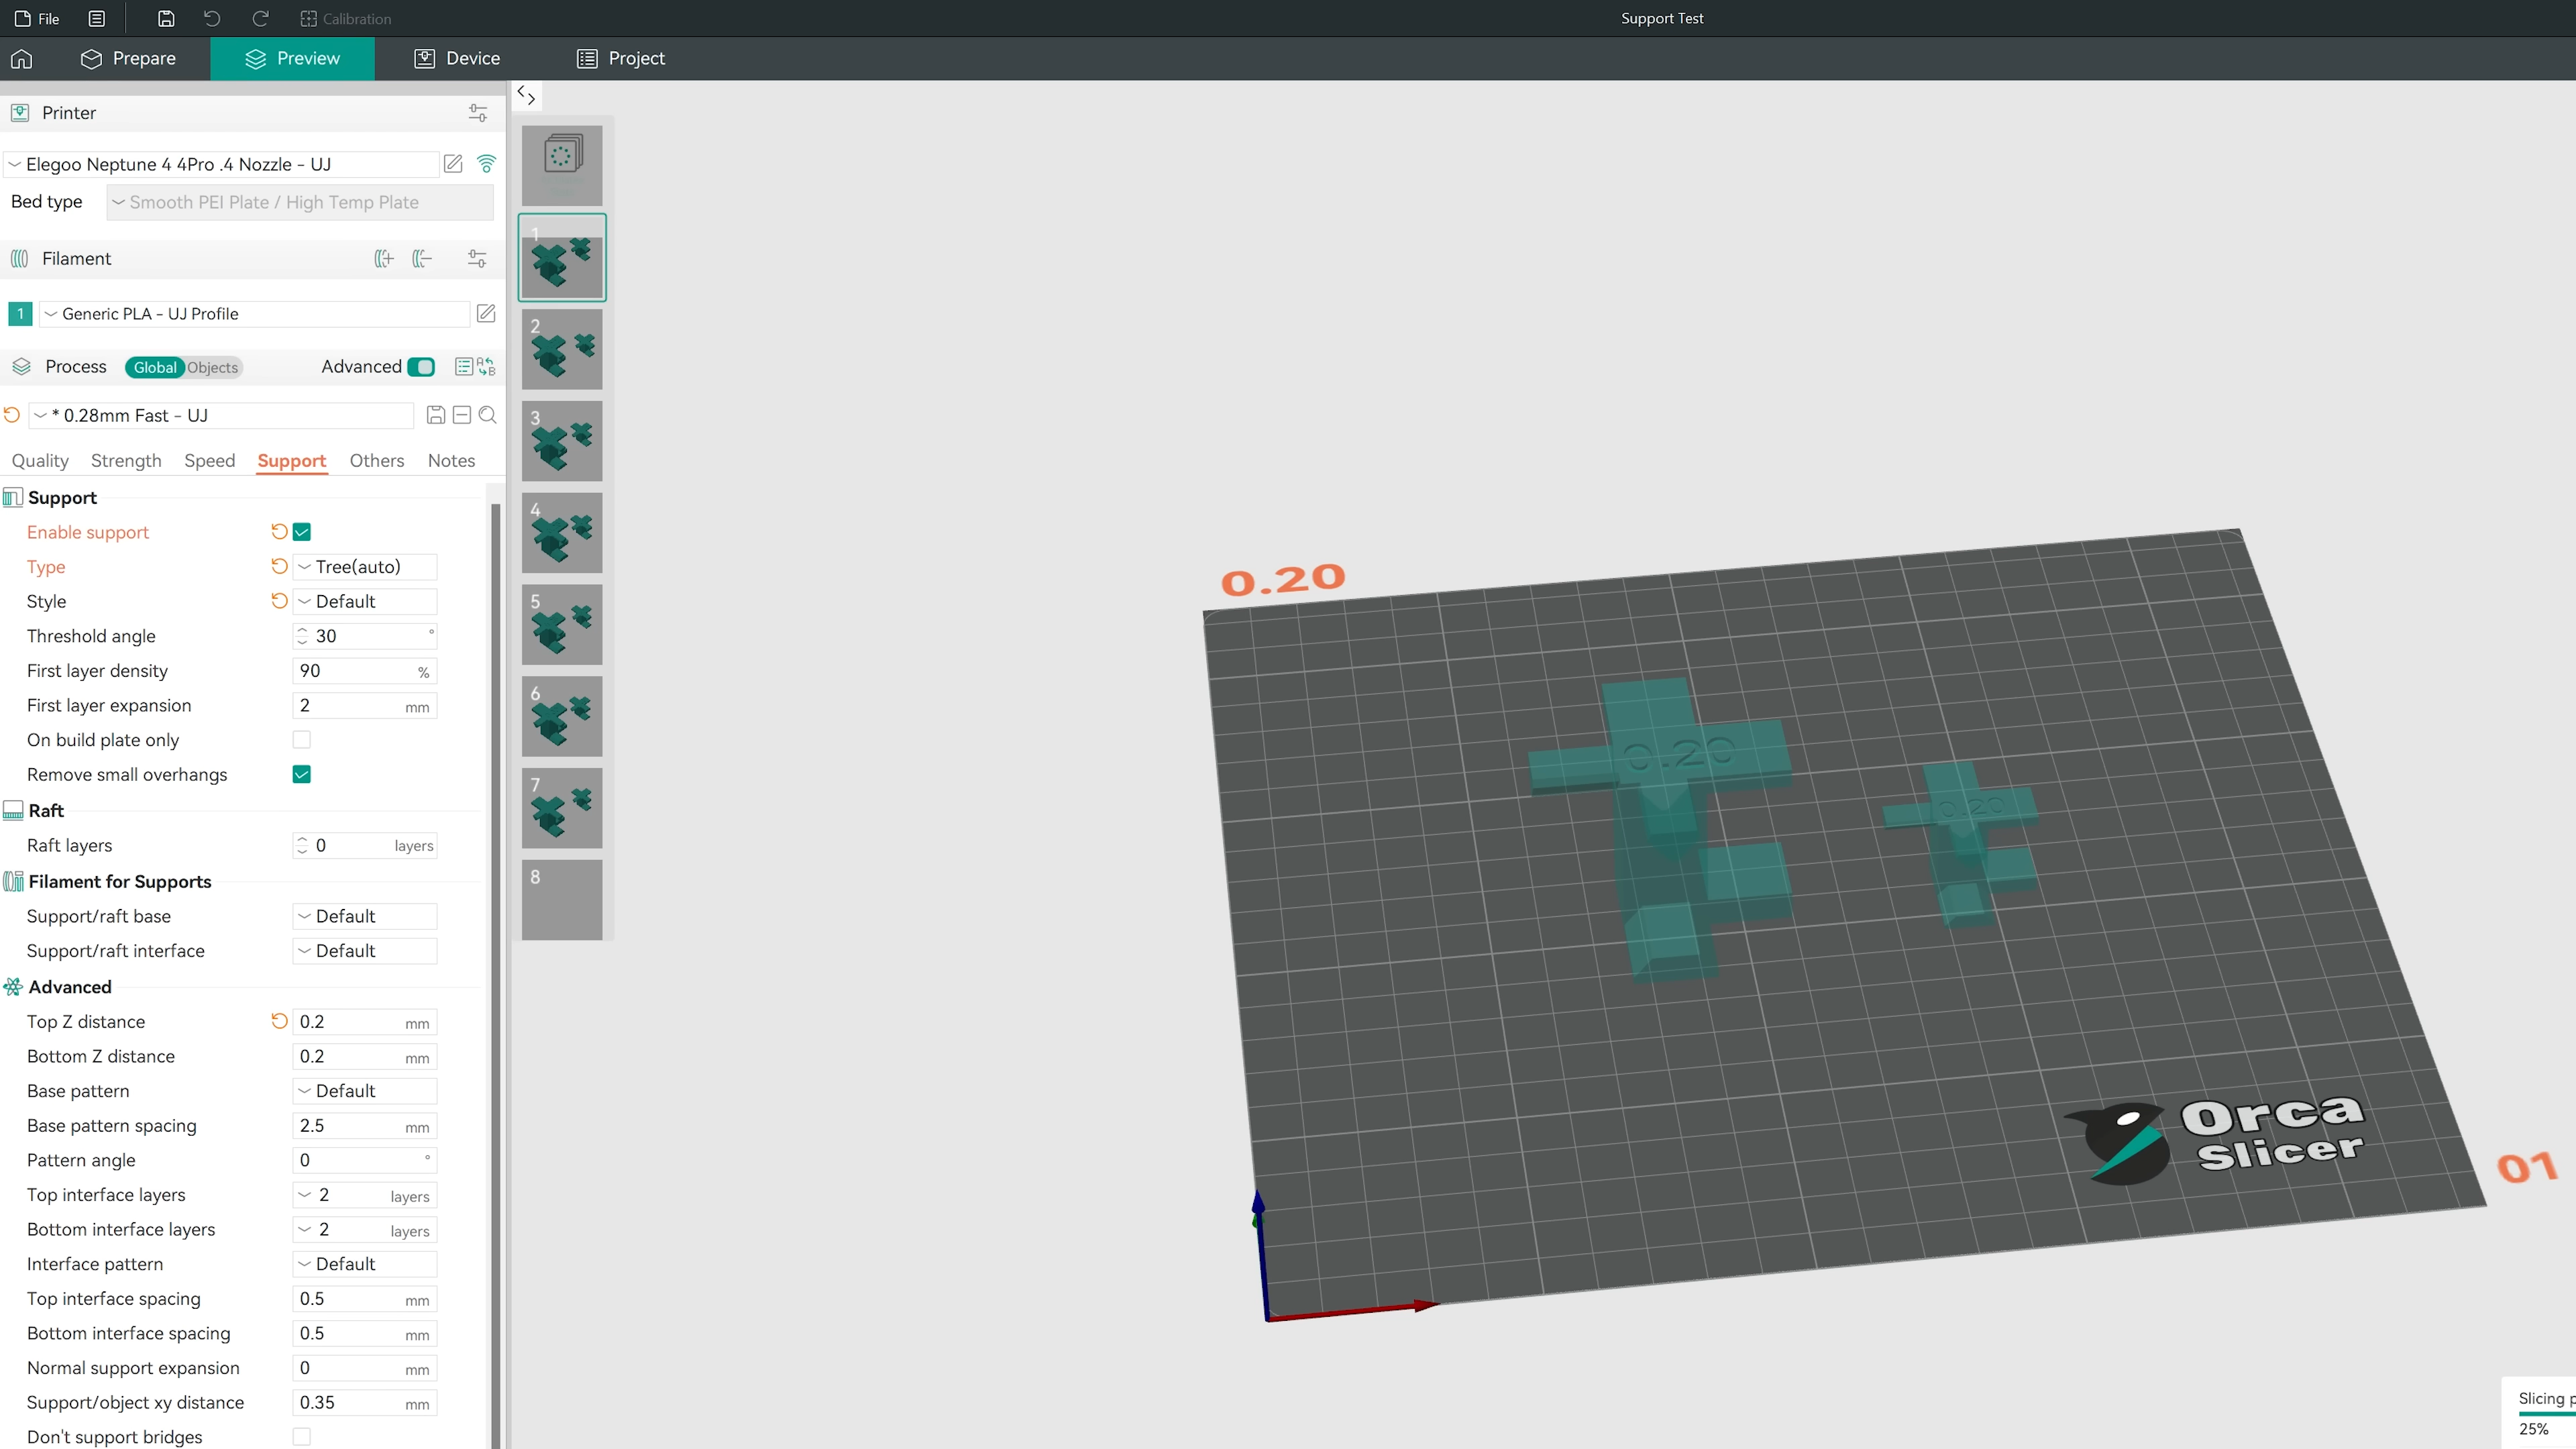 File
Calibration
Support Test
Prepare
Preview
Device
Project
Printer
Elegoo Neptune 4 4Pro .4 Nozzle - UJ
Bed type
Smooth PEI Plate / High Temp Plate
Filament
1
Generic PLA - UJ Profile
Process
Global
Objects
Advanced
A
B
* 0.28mm Fast - UJ
Quality
Strength
Speed
Support
Others
Notes
Support
Enable support
Type
Tree(auto)
Style
Default
Threshold angle
30 °
First layer density
90 %
First layer expansion
2 mm
On build plate only
Remove small overhangs
Raft
Raft layers
0 layers
Filament for Supports
Support/raft base
Default
Support/raft interface
Default
Advanced
Top Z distance
0.2 mm
Bottom Z distance
0.2 mm
Base pattern
Default
Base pattern spacing
2.5 mm
Pattern angle
0 °
Top interface layers
2 layers
Bottom interface layers
2 layers
Interface pattern
Default
Top interface spacing
0.5 mm
Bottom interface spacing
0.5 mm
Normal support expansion
0 mm
Support/object xy distance
0.35 mm
Don't support bridges
1
2
3
4
5
6
7
8
0.20
0.20
0.20
Orca
Slicer
01
Slicing p
25%